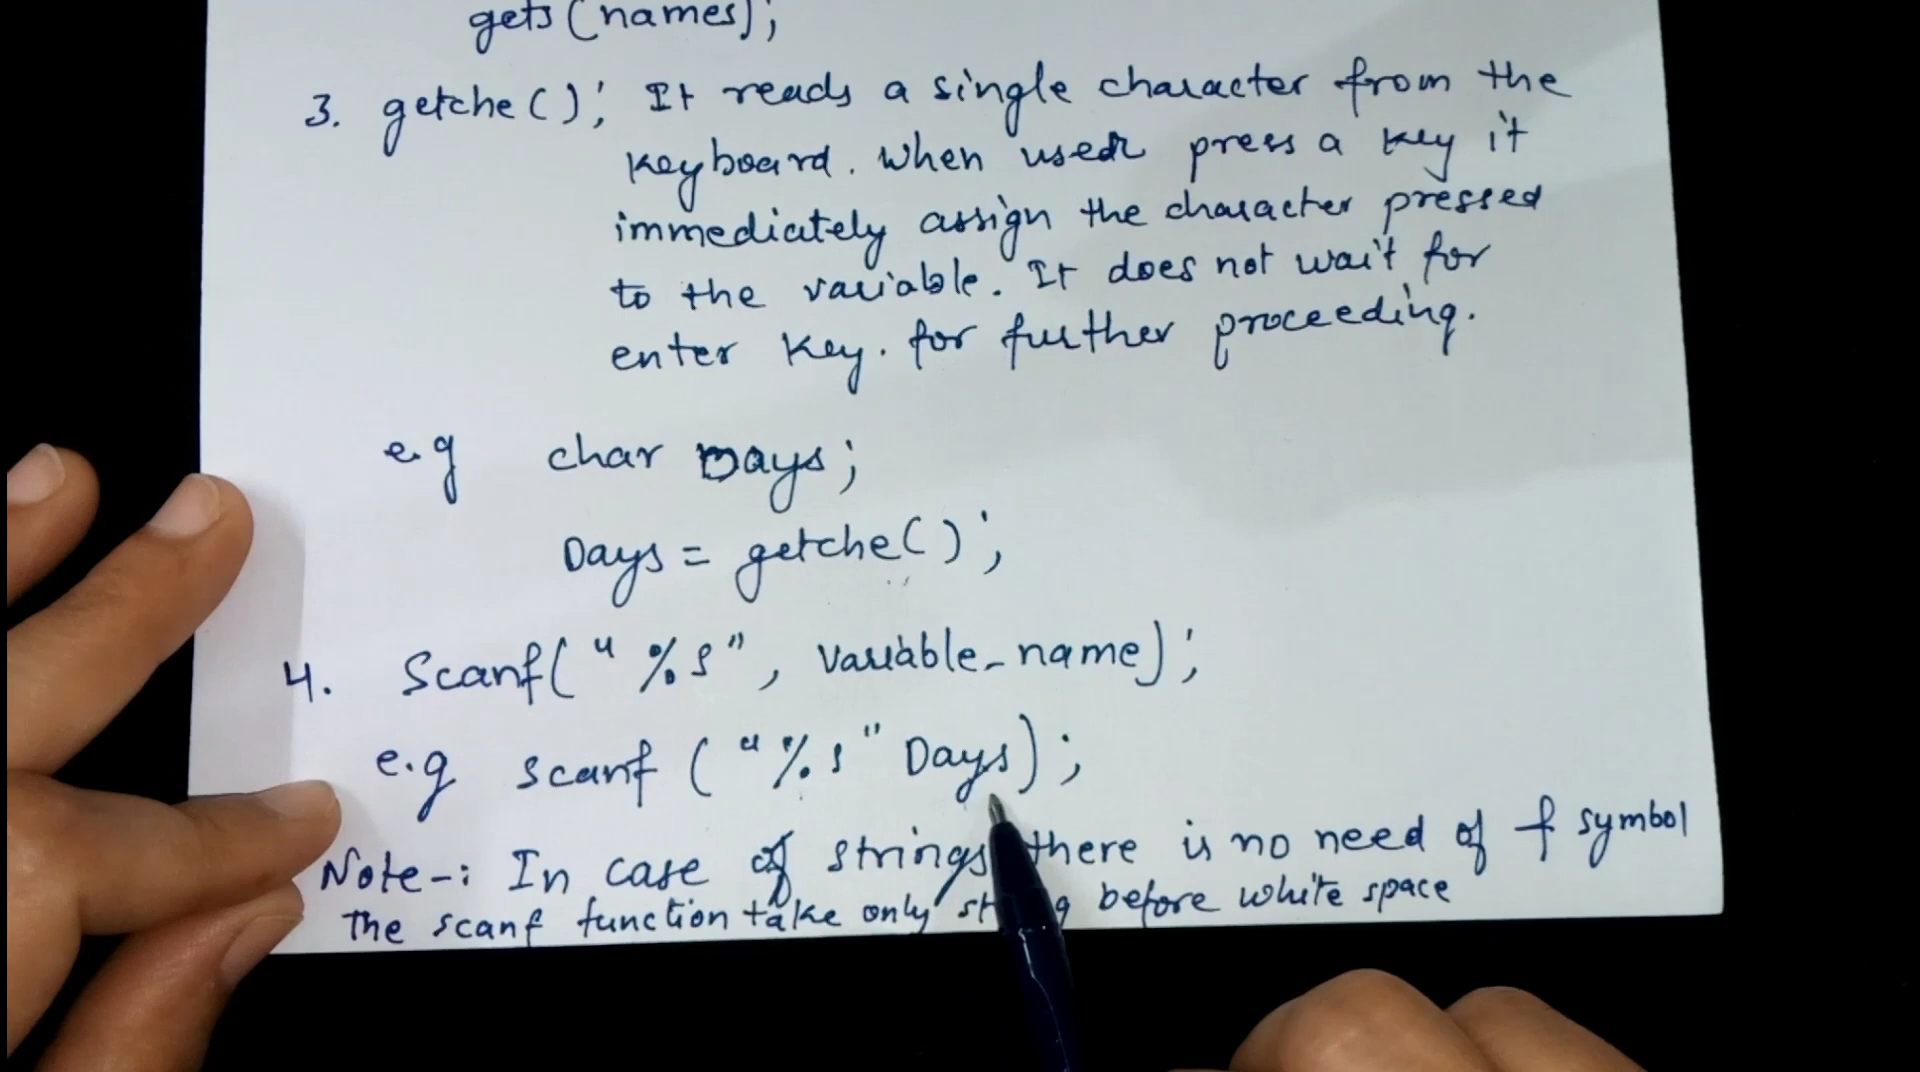 gets (names);
3. getche(); It reads a single character from the
keyboard. When user press a key it
immediately assign the character pressed
to the variable. It does not wait for
enter key. for further proceeding.
e.g char Days;
Days = getche();
4. Scanf( "%s", variable_name);
e.g scanf ( "%s" Days);
Note-: In case of strings there is no need of symbol
The scanf function take only before white space